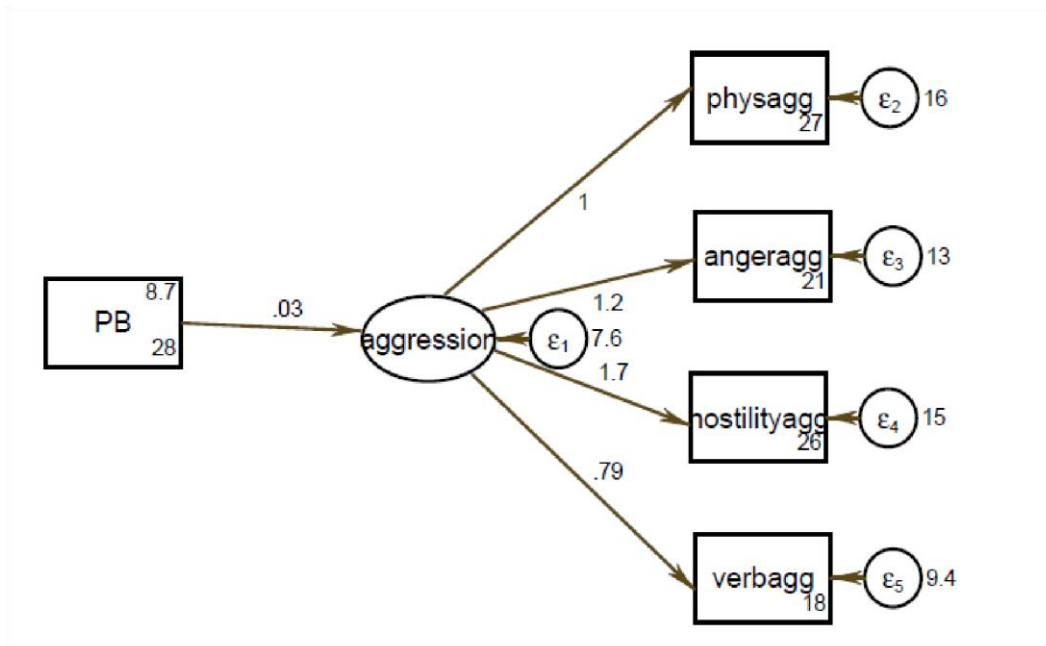 physagg
27
ε2
16
1
angeragg
21
ε3
13
8.7
PB
28
.03
1.2
aggression
ε1
7.6
1.7
hostilityagg
26
ε4
15
.79
verbagg
18
ε5
9.4